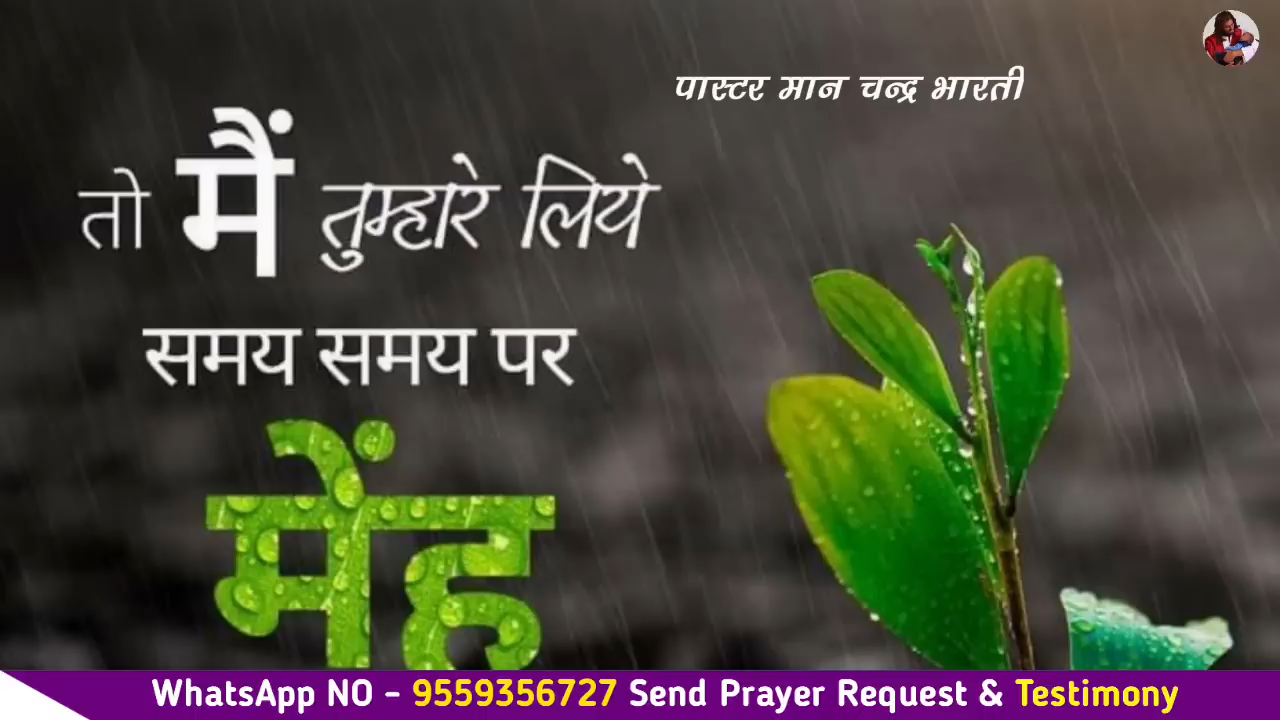 पास्टर मान चन्द्र भारती
तो मैं तुम्हारे लिये
समय समय पर
मेंह
WhatsApp NO - 9559356727 Send Prayer Request & Testimony